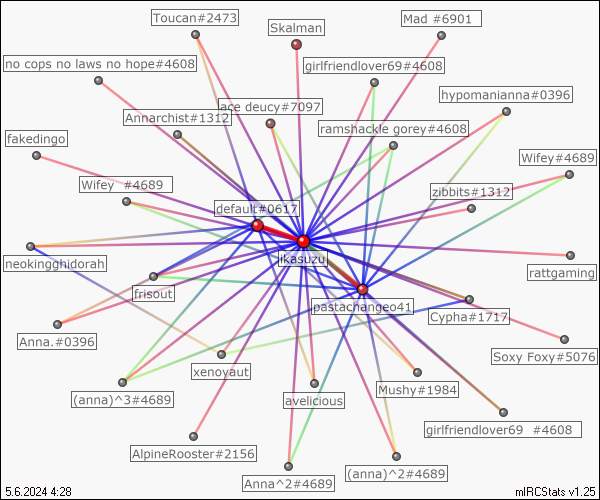 Toucan#2473
Skalman
Mad #6901
no cops no laws no hope#4608
girlfriendlover69#4608
hypomanianna#0396
ace deucy#7097
Annarchist#1312
ramshackle gorey#4608
fakedingo
Wifey #4689
Wifey #4689
zibbits#1312
default#0617
neokingghidorah
ikasuzu
rattgaming
frisout
pastachangeo41
Cypha#1717
Anna.#0396
Soxy Foxy#5076
xenoyaut
Mushy#1984
(anna)^3#4689
avelicious
girlfriendlover69 #4608
AlpineRooster#2156
(anna)^2#4689
Anna^2#4689
5.6.2024 4:28
mIRCStats v1.25